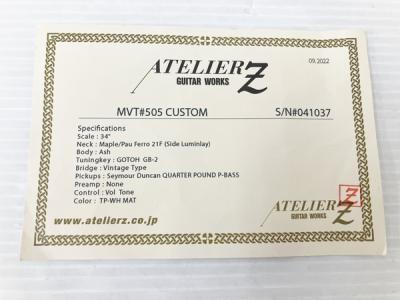 ATELIER Z
GUITAR WORKS
09.2022
MVT#505 CUSTOM
S/N#041037
Specifications
Scale : 34"
Neck : Maple/Pau Ferro 21F (Side Luminlay)
Body : Ash
Tuningkey : GOTOH GB-2
Bridge : Vintage Type
Pickups : Seymour Duncan QUARTER POUND P-BASS
Preamp : None
Control : Vol Tone
Color : TP-WH MAT
www.atelierz.co.jp
ATELIER Z
GUITAR WORKS